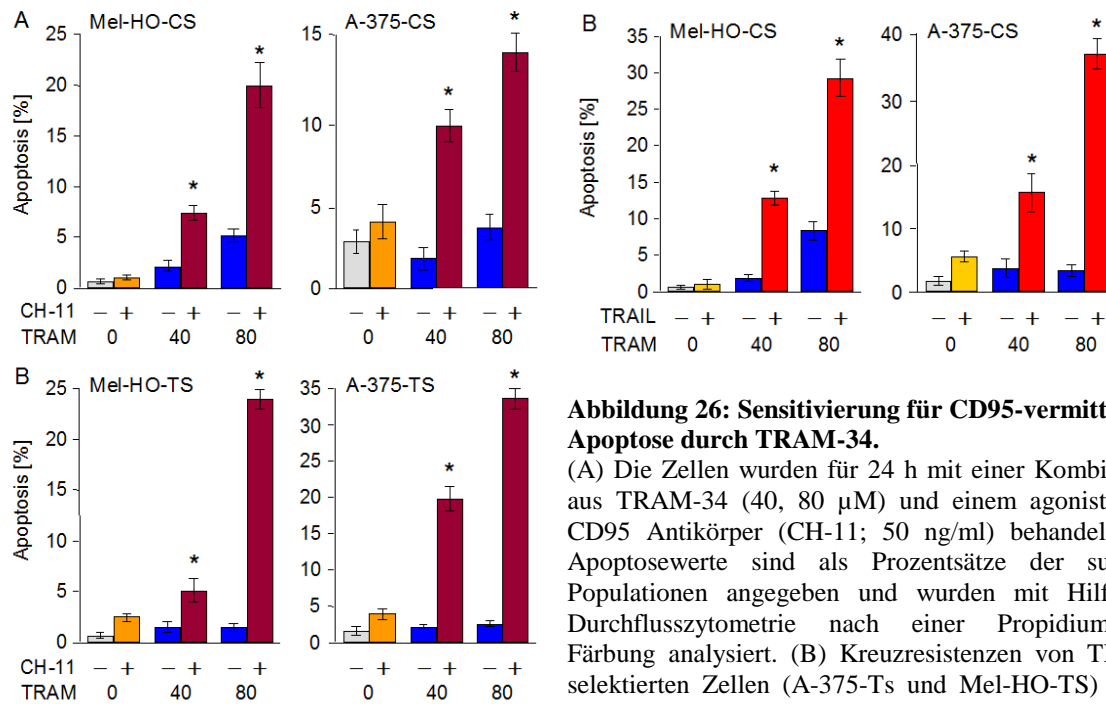 A
Mel-HO-CS
Apoptosis [%]
25
20
15
10
5
0
* *
CH-11 – + – + – +
TRAM 0 40 80
A-375-CS
15
10
5
0
* *
– + – + – +
0 40 80
B
Mel-HO-CS
Apoptosis [%]
35
30
25
20
15
10
5
0
* *
TRAIL – + – + – +
TRAM 0 40 80
A-375-CS
40
30
20
10
0
* *
– + – + – +
0 40 80
B
Mel-HO-TS
Apoptosis [%]
25
20
15
10
5
0
* *
CH-11 – + – + – +
TRAM 0 40 80
A-375-TS
35
30
25
20
15
10
5
0
* *
– + – + – +
0 40 80
Abbildung 26: Sensitivierung für CD95-vermitt
Apoptose durch TRAM-34.
(A) Die Zellen wurden für 24 h mit einer Kombi
aus TRAM-34 (40, 80 µM) und einem agonist
CD95 Antikörper (CH-11; 50 ng/ml) behandel
Apoptosewerte sind als Prozentsätze der su
Populationen angegeben und wurden mit Hilf
Durchflusszytometrie nach einer Propidium
Färbung analysiert. (B) Kreuzresistenzen von
selektierten Zellen (A-375-Ts und Mel-HO-TS)